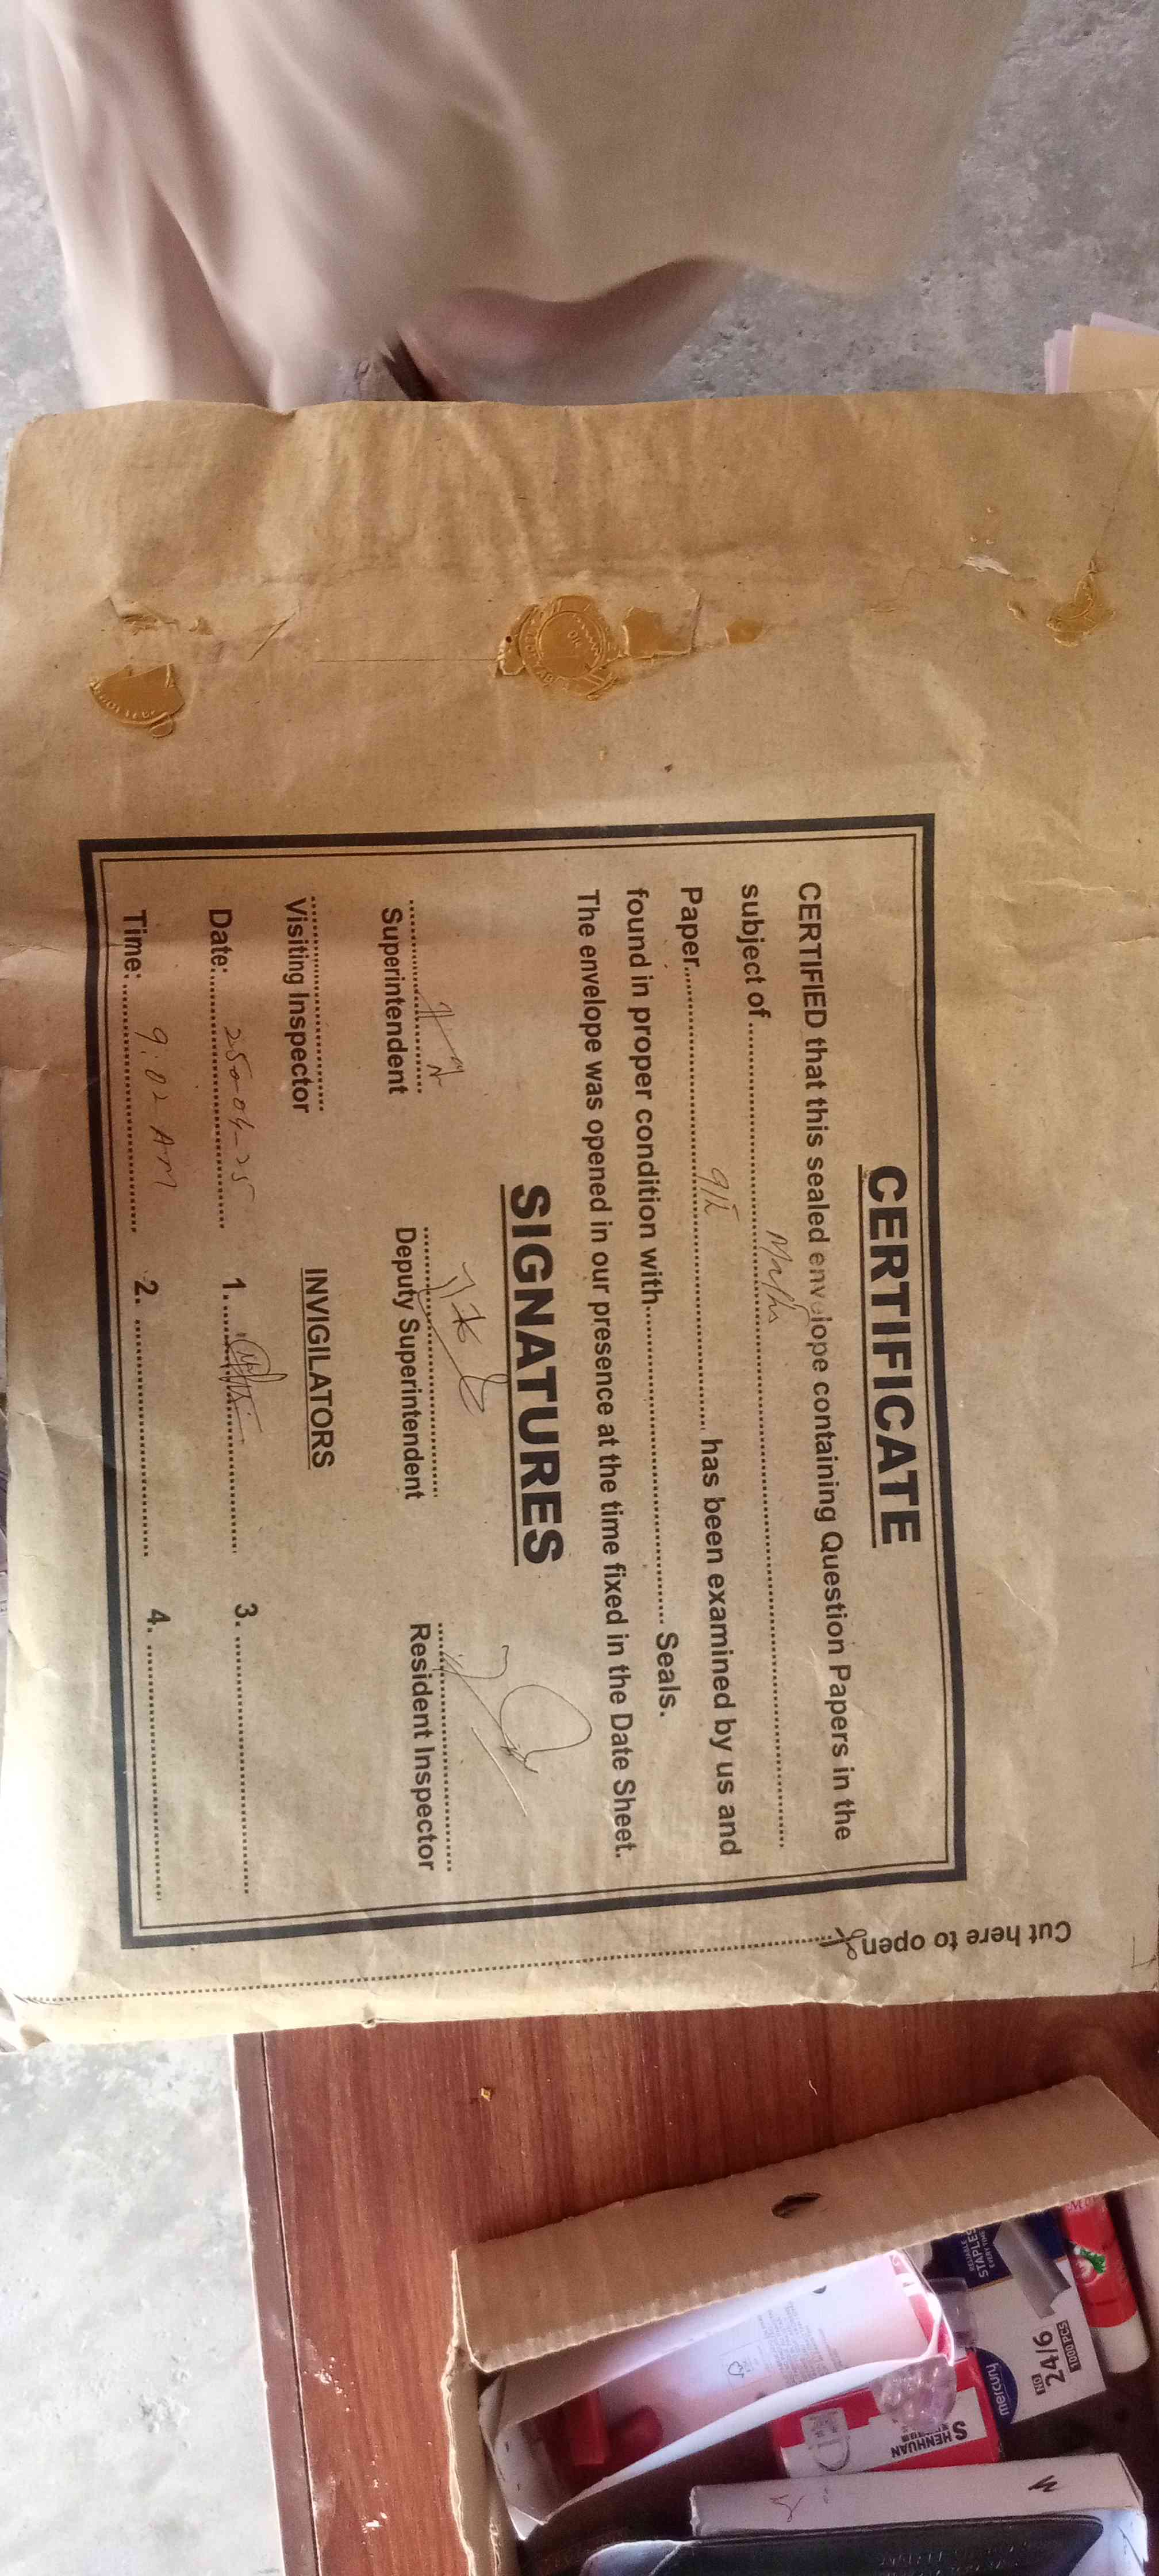 CERTIFICATE
CERTIFIED that this sealed envelope containing Question Papers in the
subject of.......... Maths ..........
Paper.......... 9th .......... has been examined by us and
found in proper condition with.......... Seals.
The envelope was opened in our presence at the time fixed in the Date Sheet.
SIGNATURES
Superintendent Deputy Superintendent Resident Inspector
Visiting Inspector INVIGILATORS
Date:.......... 25-04-25 1. .......... 3. ..........
Time:.......... 9:02 AM 2. .......... 4. ..........
Cut here to open
STAPLES
1000 PCS
24/6
NO
mercury
SHENHUAN